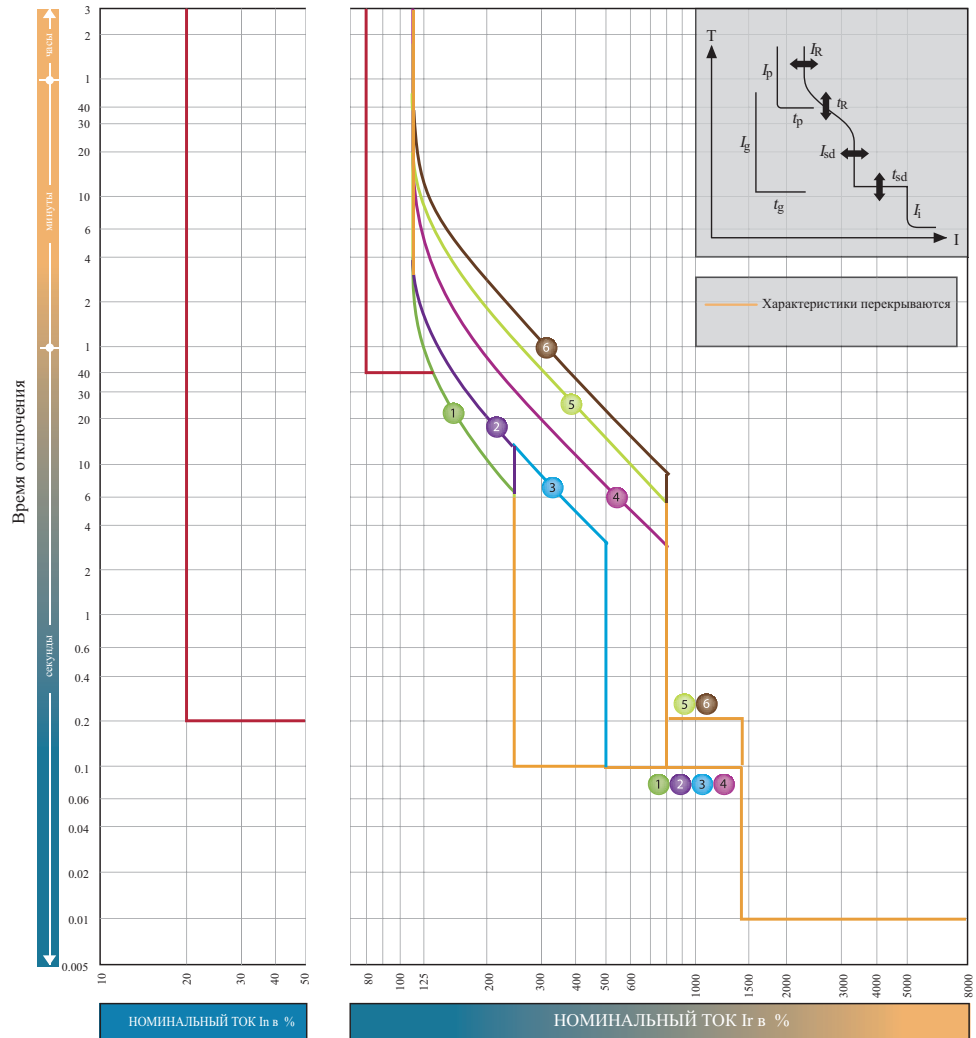 Время отключения
часы
минуты
секунды
3
2
1
40
30
20
10
6
4
2
1
40
30
20
10
6
4
2
1
0.6
0.4
0.2
0.1
0.06
0.04
0.02
0.01
0.005
T
I
IR
Ip
tR
tp
Ig
Isd
tsd
tg
Ii
Характеристики перекрываются
6
5
1
2
3
4
5 6
1 2 3 4
10 20 30 40 50
80 100 125 200 300 400 500 600 800 1000 1500 2000 3000 4000 5000 8000
НОМИНАЛЬНЫЙ ТОК In в %
НОМИНАЛЬНЫЙ ТОК Ir в %